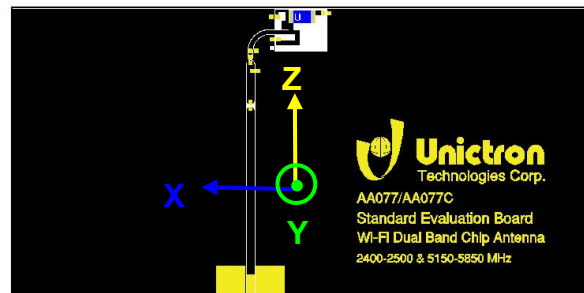 U
Z
X
Y
Unictron
Technologies Corp.
AA077/AA077C
Standard Evaluation Board
Wi-Fi Dual Band Chip Antenna
2400-2500 & 5150-5850 MHz